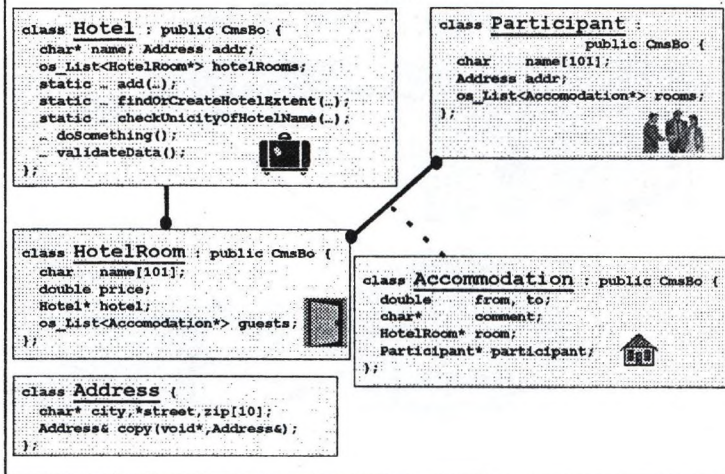 class Hotel : public CmsBo {
char* name; Address addr;
os_List<HotelRoom*> hotelRooms;
static … add(…);
static … findOrCreateHotelExtent(…);
static … checkUnicityOfHotelName(…);
… doSomething();
… validateData();
};
class Participant :
public CmsBo {
char name[101];
Address addr;
os_List<Accomodation*> rooms;
};
class HotelRoom : public CmsBo {
char name[101];
double price;
Hotel* hotel;
os_List<Accomodation*> guests;
};
class Accommodation : public CmsBo {
double from, to;
char* comment;
HotelRoom* room;
Participant* participant;
};
class Address {
char* city,*street,zip[10];
Address& copy(void*,Address&);
};